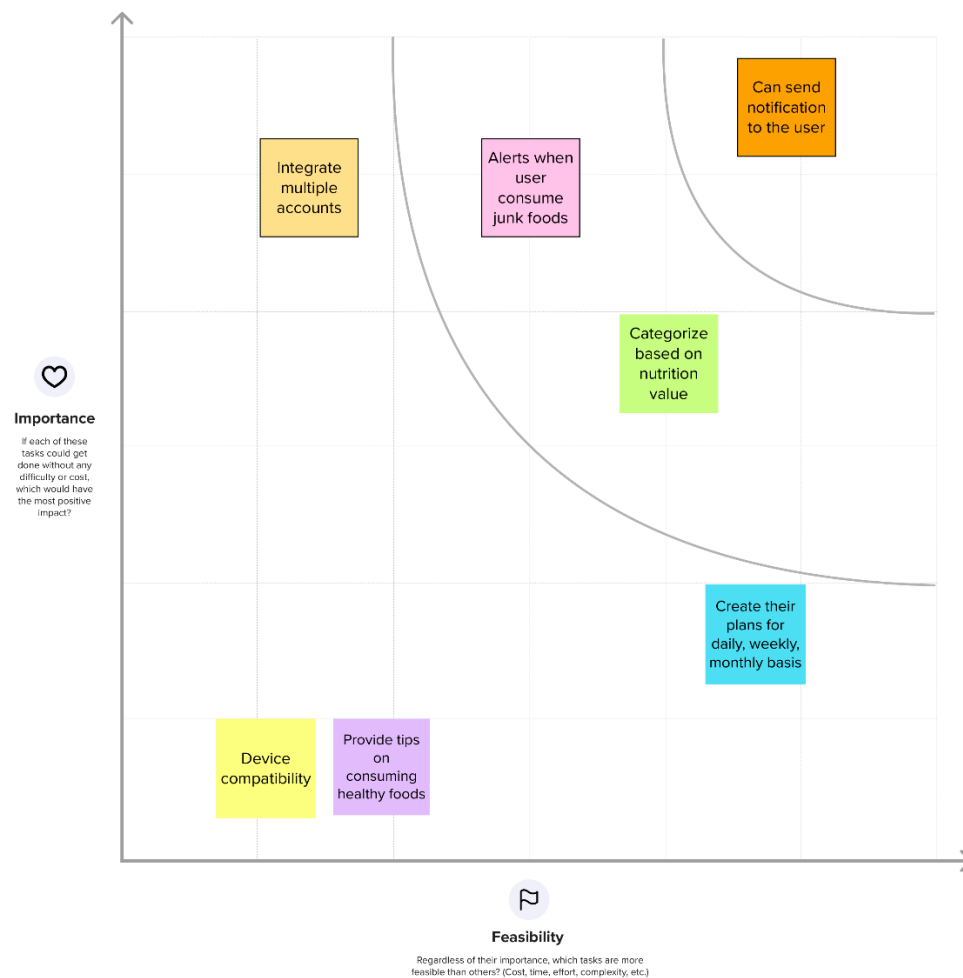 Can send
notification
to the user
Integrate
multiple
accounts
Alerts when
user
consume
junk foods
Categorize
based on
nutrition
value
Importance
If each of these
tasks could get
done without any
difficulty or cost,
which would have
the most positive
impact?
Create their
plans for
daily, weekly,
monthly basis
Device
compatibility
Provide tips
on
consuming
healthy foods
Feasibility
Regardless of their importance, which tasks are more
feasible than others? (Cost, time, effort, complexity, etc.)